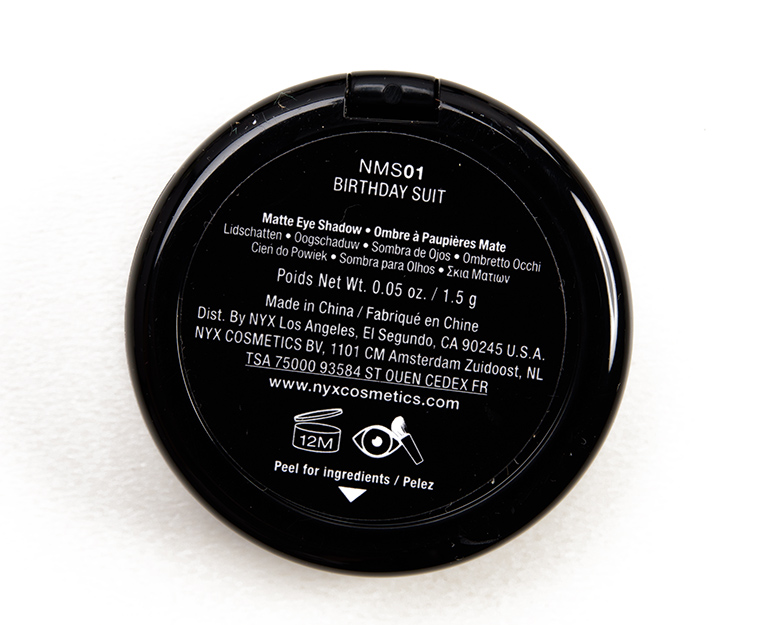 NMS01
BIRTHDAY SUIT
Matte Eye Shadow • Ombre à Paupières Mate
Lidschatten • Oogschaduw • Sombra de Ojos • Ombretto Occhi
Cień do Powiek • Sombra para Olhos • Σκια Ματιων
Poids Net Wt. 0.05 oz. / 1.5 g
Made in China / Fabriqué en Chine
Dist. By NYX Los Angeles, El Segundo, CA 90245 U.S.A.
NYX COSMETICS BV, 1101 CM Amsterdam Zuidoost, NL
TSA 75000 93584 ST OUEN CEDEX FR
www.nyxcosmetics.com
12M
Peel for ingredients / Pelez